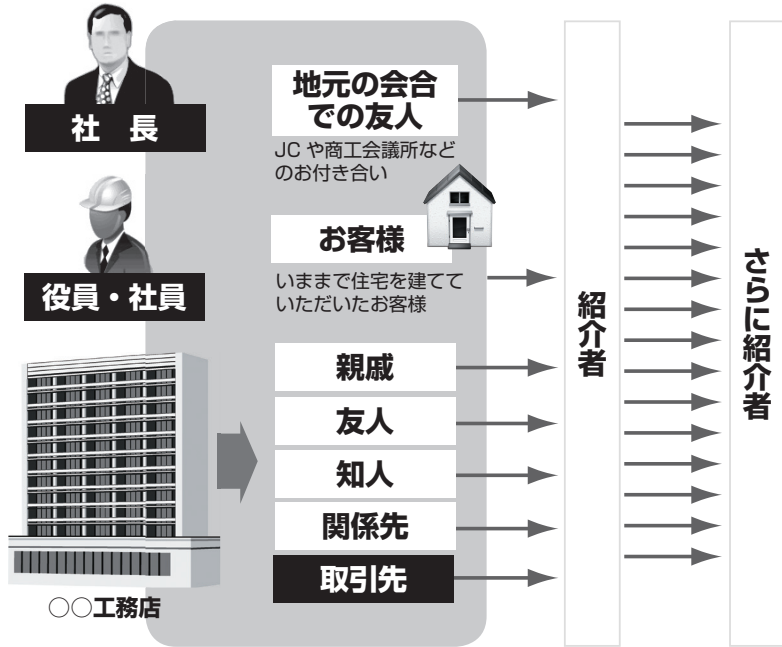 社 長
役員・社員
○○工務店
地元の会合
での友人
JC や商工会議所など
のお付き合い
お客様
いままで住宅を建てて
いただいたお客様
親戚
友人
知人
関係先
取引先
紹介者
さらに紹介者